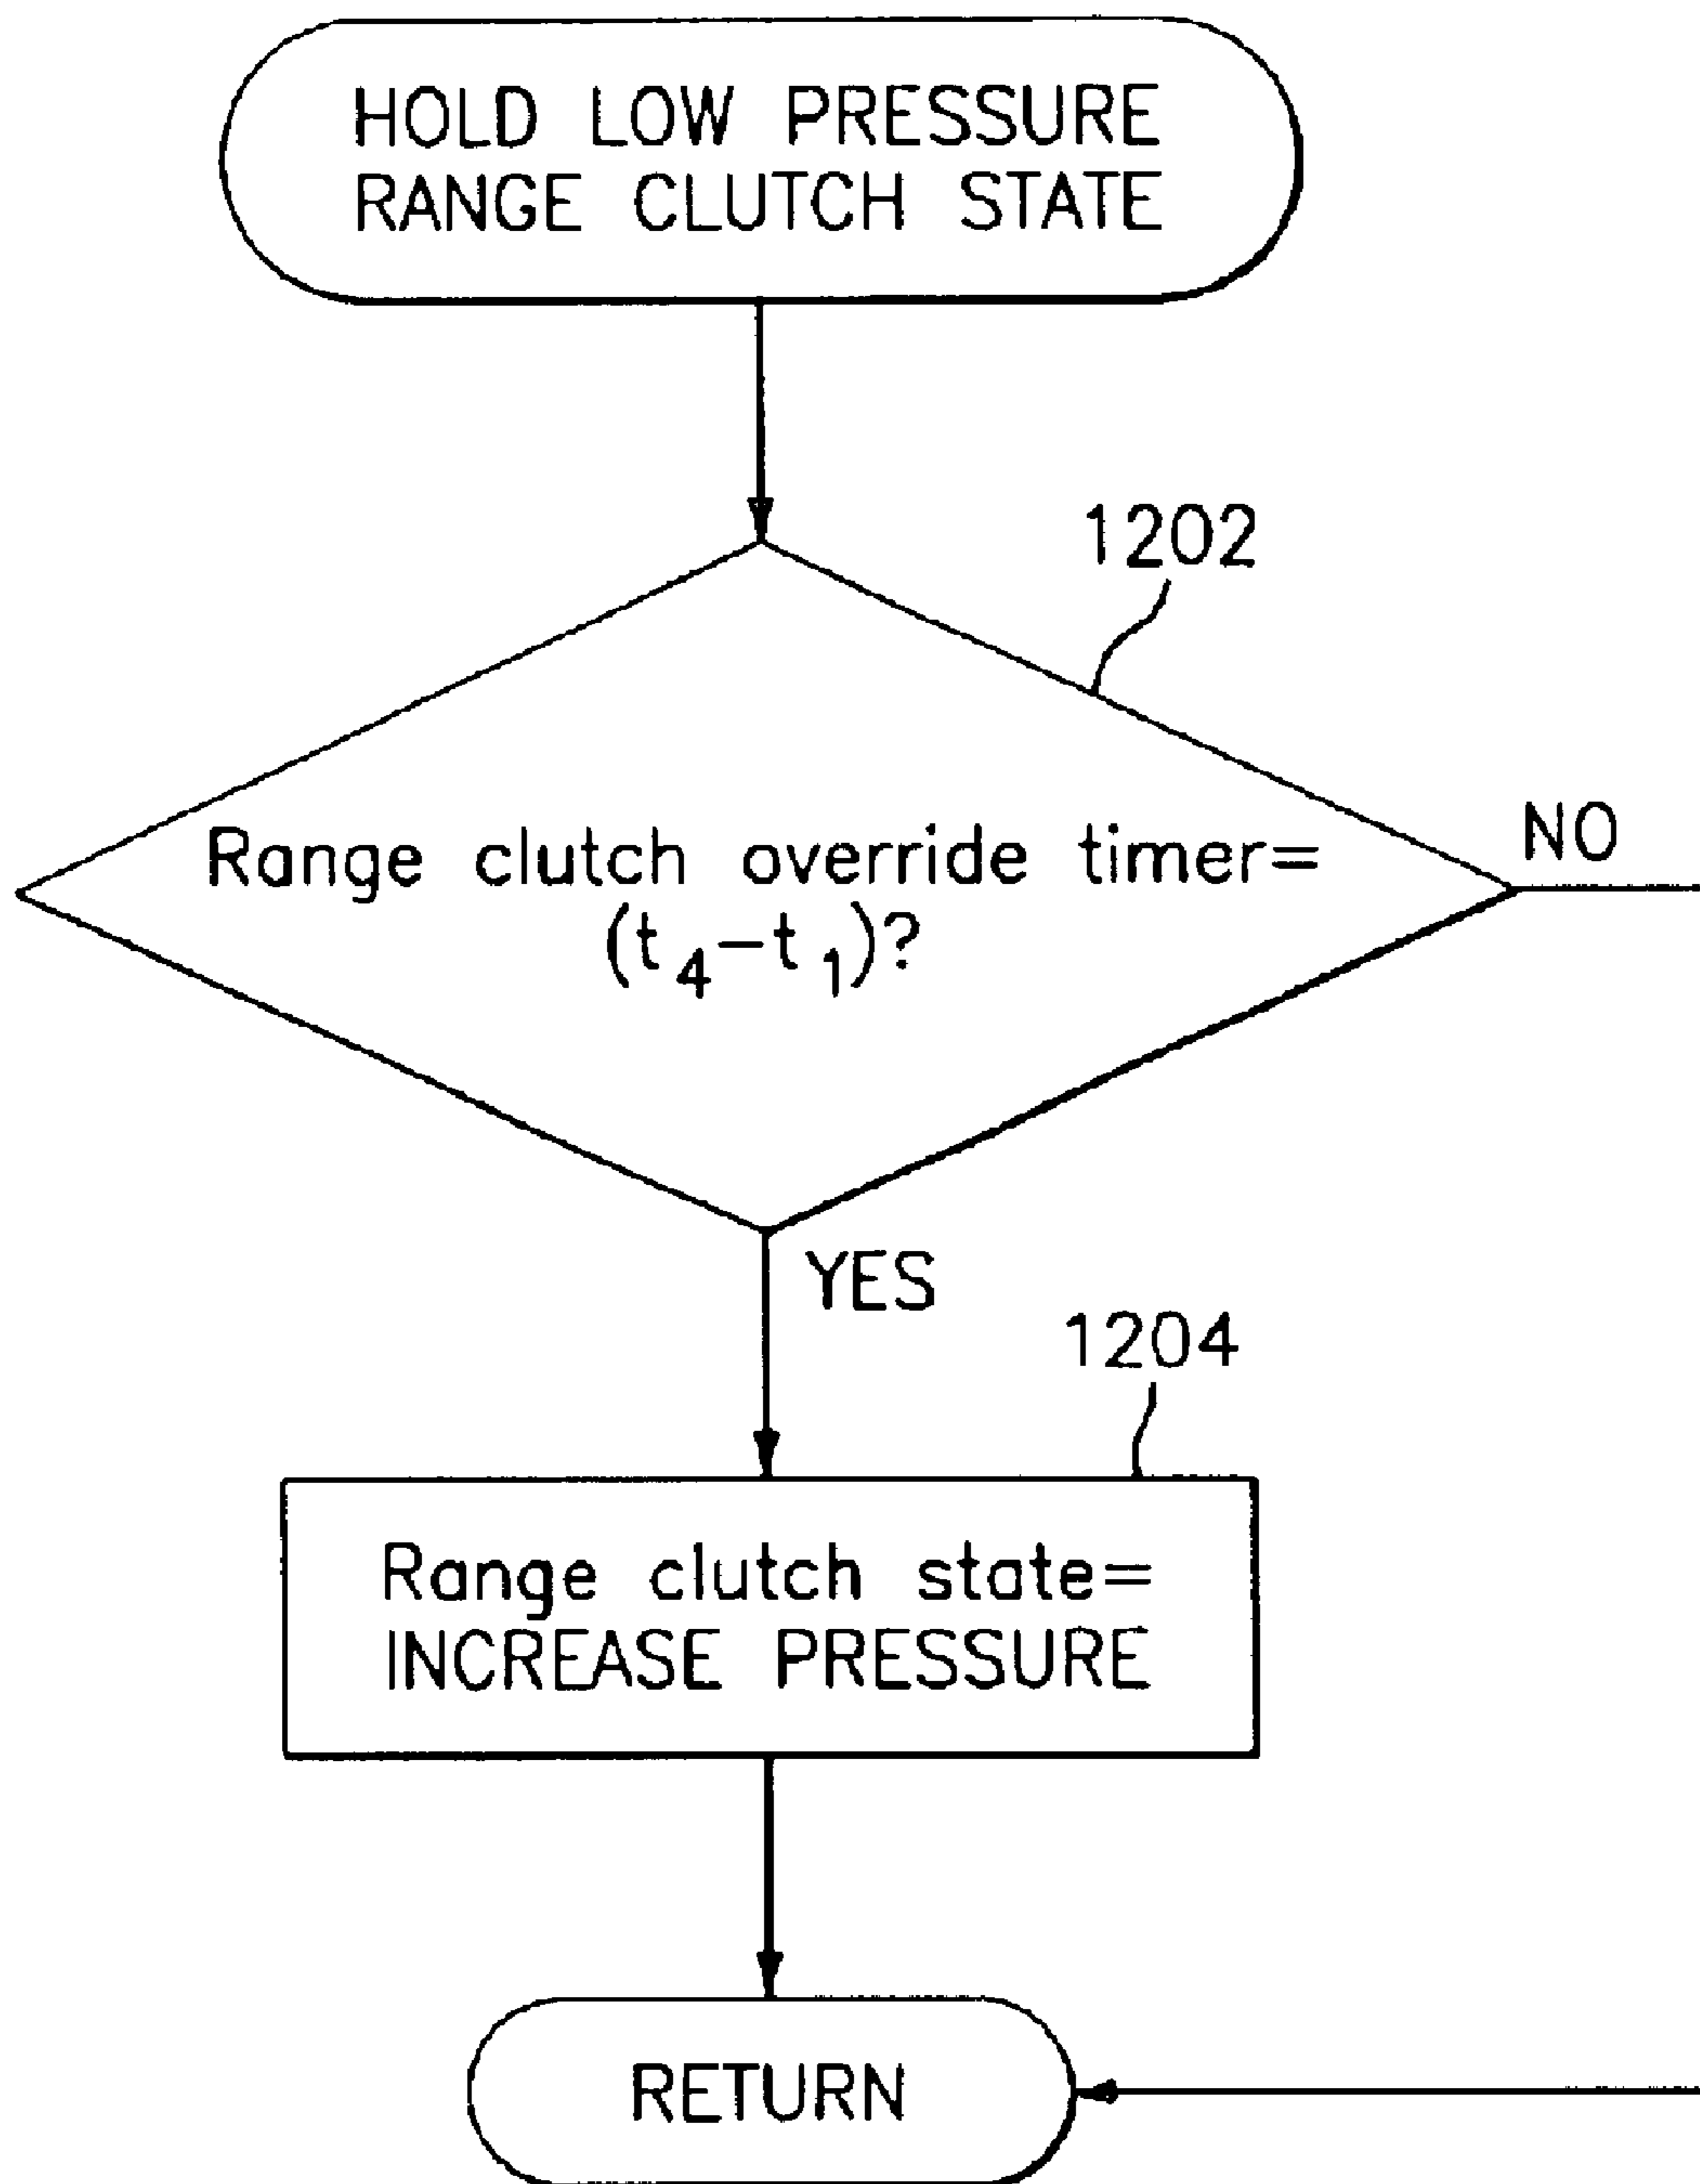 HOLD LOW PRESSURE
RANGE CLUTCH STATE
1202
Range clutch override timer=
(t4-t1)?
NO
YES
1204
Range clutch state=
INCREASE PRESSURE
RETURN